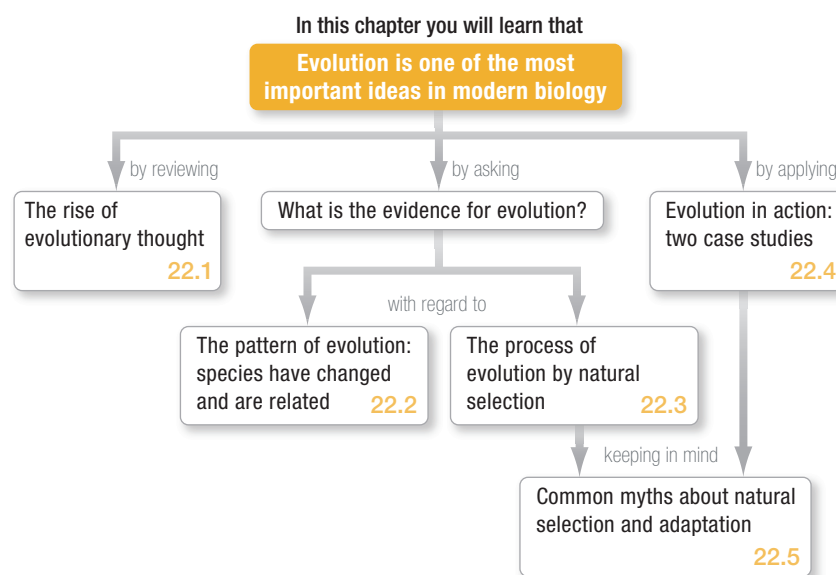 In this chapter you will learn that
Evolution is one of the most
important ideas in modern biology
by reviewing
by asking
by applying
The rise of
evolutionary thought
22.1
What is the evidence for evolution?
Evolution in action:
two case studies
22.4
with regard to
The pattern of evolution:
species have changed
and are related
22.2
The process of
evolution by natural
selection
22.3
keeping in mind
Common myths about natural
selection and adaptation
22.5